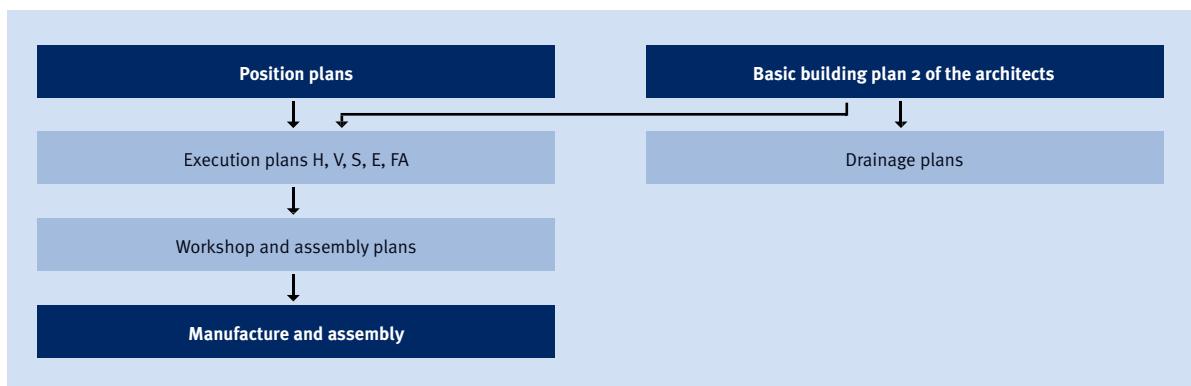 Position plans
Basic building plan 2 of the architects
Execution plans H, V, S, E, FA
Drainage plans
Workshop and assembly plans
Manufacture and assembly